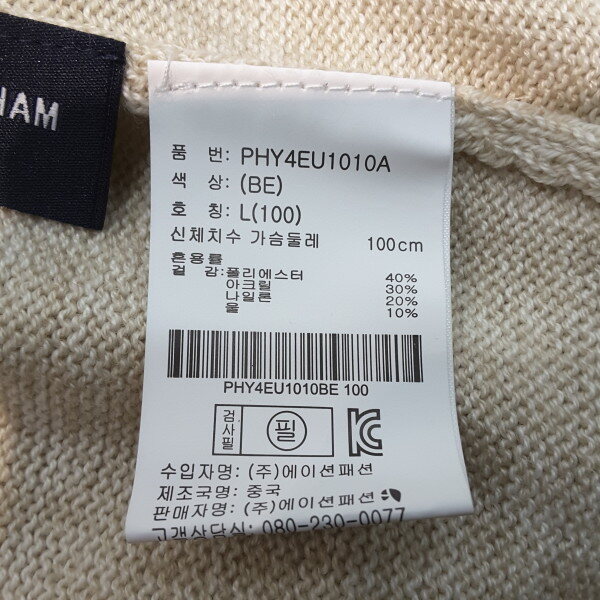 HAM
품 번: PHY4EU1010A
색 상: (BE)
호 칭: L(100)
신체치수 가슴둘레 100cm
혼용률
겉 감:폴리에스터 40%
아크릴 30%
나일론 20%
울 10%
PHY4EU1010BE 100
검사필 필 KC
수입자명: (주)에이션패션
제조국명: 중국
판매자명: (주)에이션패션
고객상담실: 080-230-0077